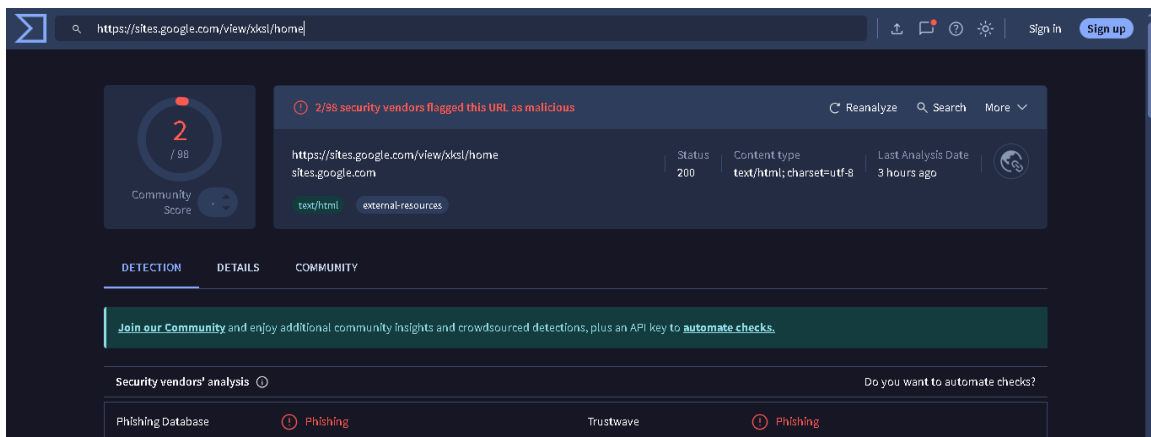 https://sites.google.com/view/xksl/home
Sign in
Sign up
2
/ 98
Community
Score
2/98 security vendors flagged this URL as malicious
Reanalyze
Search
More
https://sites.google.com/view/xksl/home
sites.google.com
text/html
external-resources
Status
200
Content type
text/html; charset=utf-8
Last Analysis Date
3 hours ago
DETECTION
DETAILS
COMMUNITY
Join our Community and enjoy additional community insights and crowdsourced detections, plus an API key to automate checks.
Security vendors' analysis
Do you want to automate checks?
Phishing Database
Phishing
Trustwave
Phishing